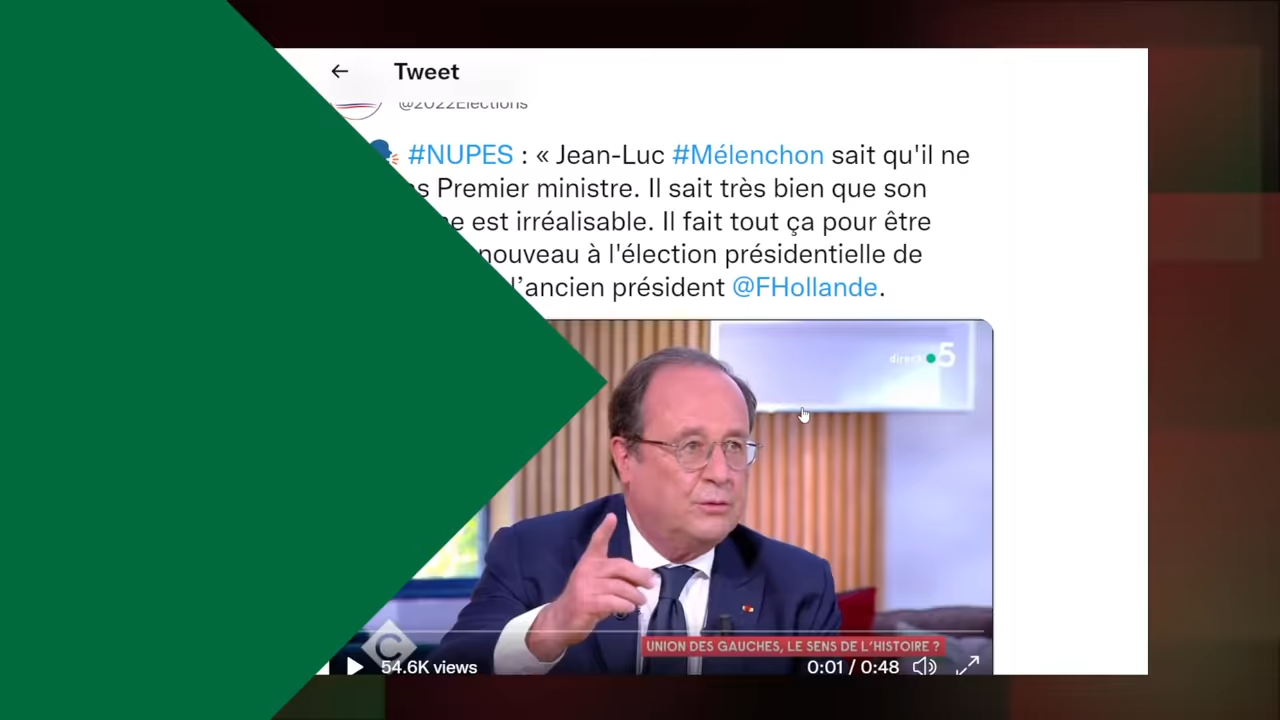 Tweet
@2022Elections
#NUPES : « Jean-Luc #Mélenchon sait qu'il ne
Premier ministre. Il sait très bien que son
est irréalisable. Il fait tout ça pour être
nouveau à l'élection présidentielle de
l'ancien président @FHollande.
direct 5
C
UNION DES GAUCHES, LE SENS DE L'HISTOIRE ?
54.6K views
0:01 / 0:48